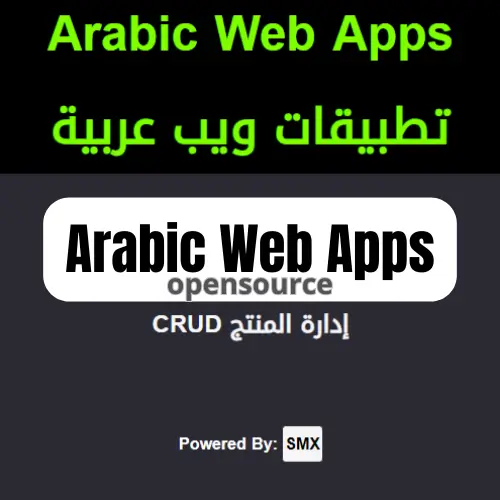 Arabic Web Apps
تطبيقات ويب عربية
Arabic Web Apps
opensource
إدارة المنتج CRUD
Powered By: SMX